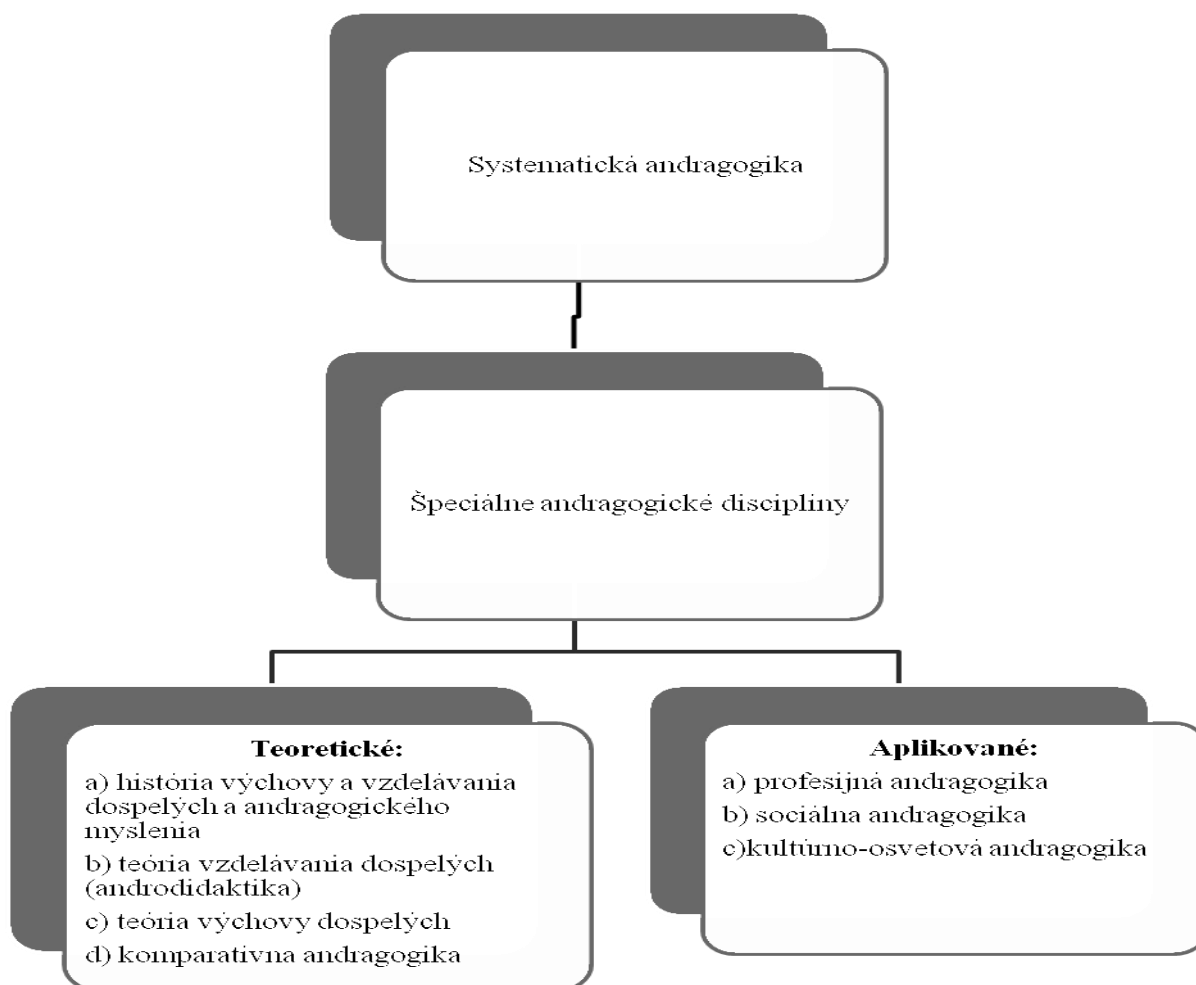 Systematická andragogika
Špeciálne andragogické disciplíny
Teoretické:
a) história výchovy a vzdelávania
dospelých a andragogického
myslenia
b) teória vzdelávania dospelých
(androdidaktika)
c) teória výchovy dospelých
d) komparatívna andragogika
Aplikované:
a) profesijná andragogika
b) sociálna andragogika
c)kultúrno-osvetová andragogika